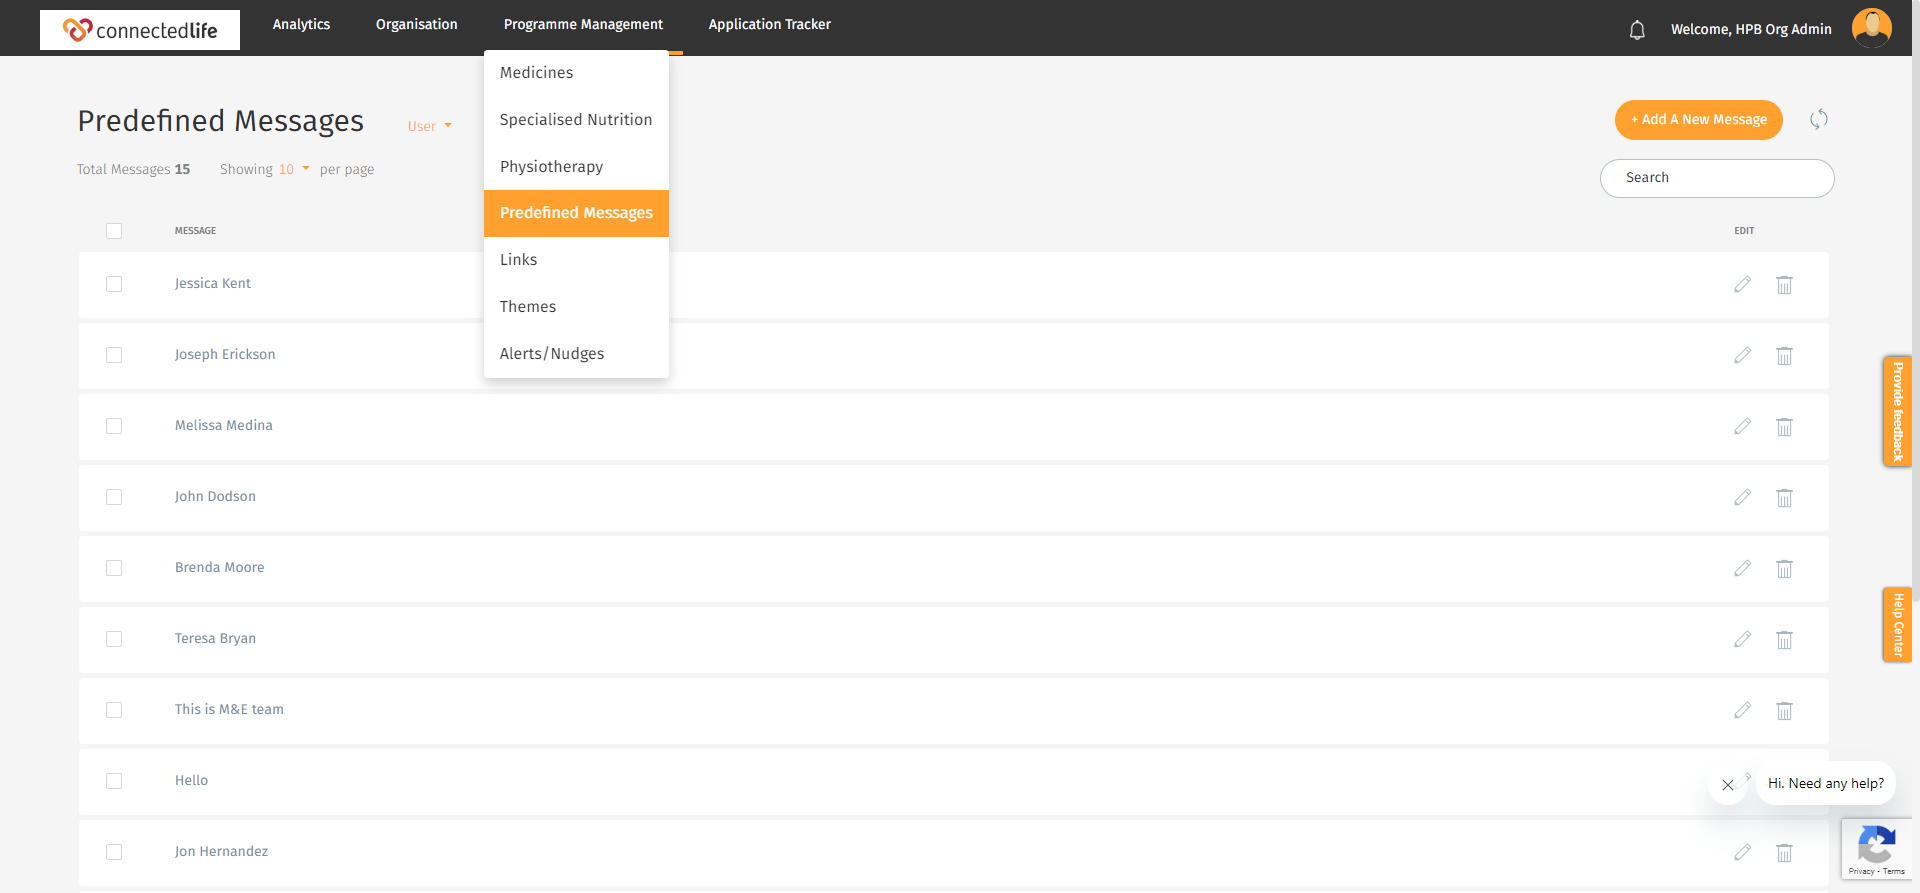 connectedlife
Analytics
Organisation
Programme Management
Application Tracker
Welcome, HPB Org Admin
Medicines
Specialised Nutrition
Physiotherapy
Predefined Messages
Links
Themes
Alerts/Nudges
Predefined Messages
User
+ Add A New Message
Total Messages 15
Showing 10 per page
Search
MESSAGE
EDIT
Jessica Kent
Joseph Erickson
Melissa Medina
John Dodson
Brenda Moore
Teresa Bryan
This is M&E team
Hello
Jon Hernandez
Provide feedback
Help Center
Hi. Need any help?
Privacy - Terms